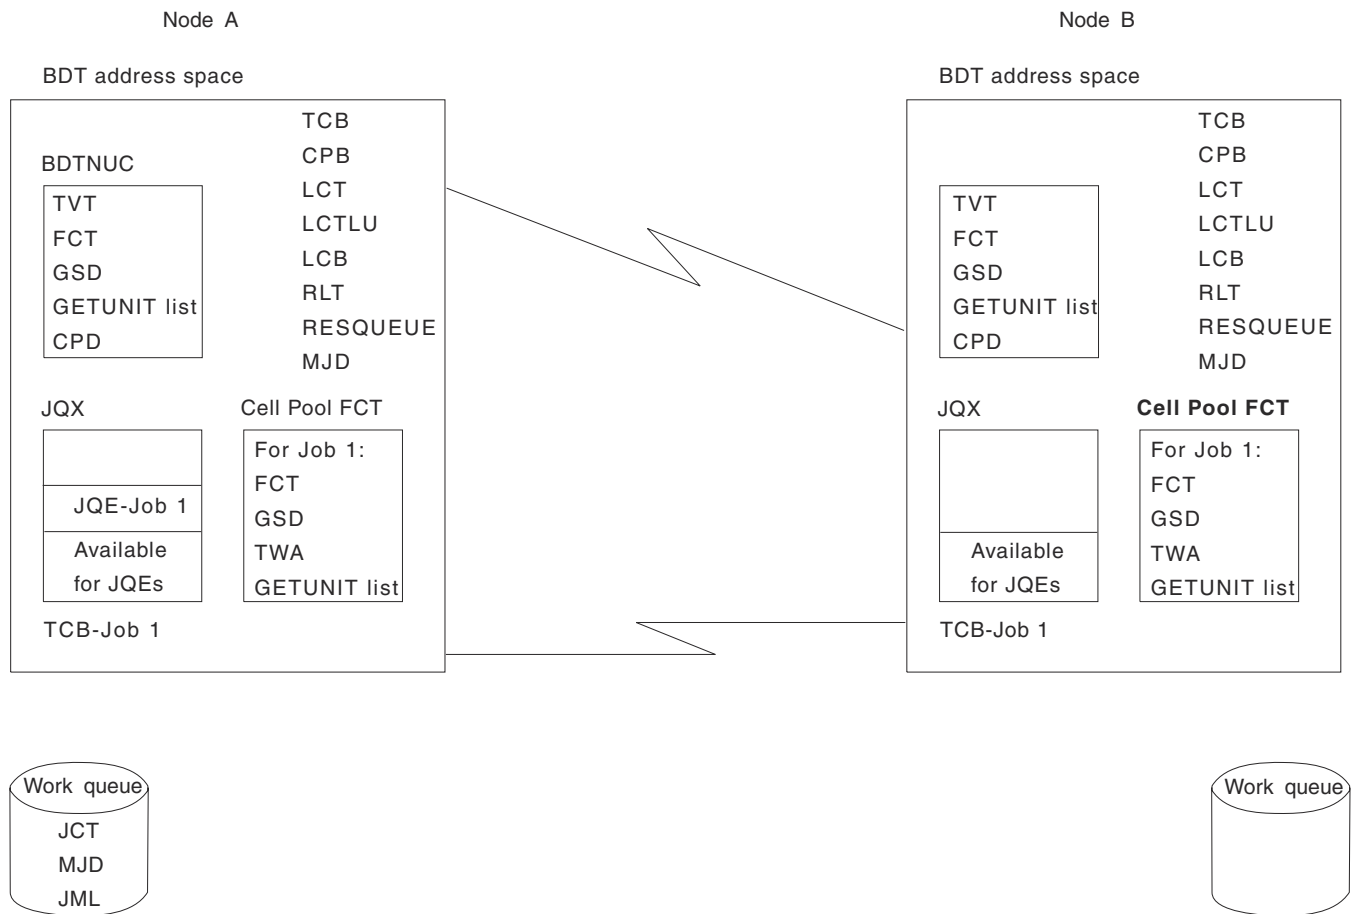 Node A
BDT address space
TCB
CPB
LCT
LCTLU
LCB
RLT
RESQUEUE
MJD
BDTNUC
TVT
FCT
GSD
GETUNIT list
CPD
JQX
JQE-Job 1
Available
for JQEs
Cell Pool FCT
For Job 1:
FCT
GSD
TWA
GETUNIT list
TCB-Job 1
Work queue
JCT
MJD
JML
Node B
BDT address space
TCB
CPB
LCT
LCTLU
LCB
RLT
RESQUEUE
MJD
TVT
FCT
GSD
GETUNIT list
CPD
JQX
Available
for JQEs
Cell Pool FCT
For Job 1:
FCT
GSD
TWA
GETUNIT list
TCB-Job 1
Work queue